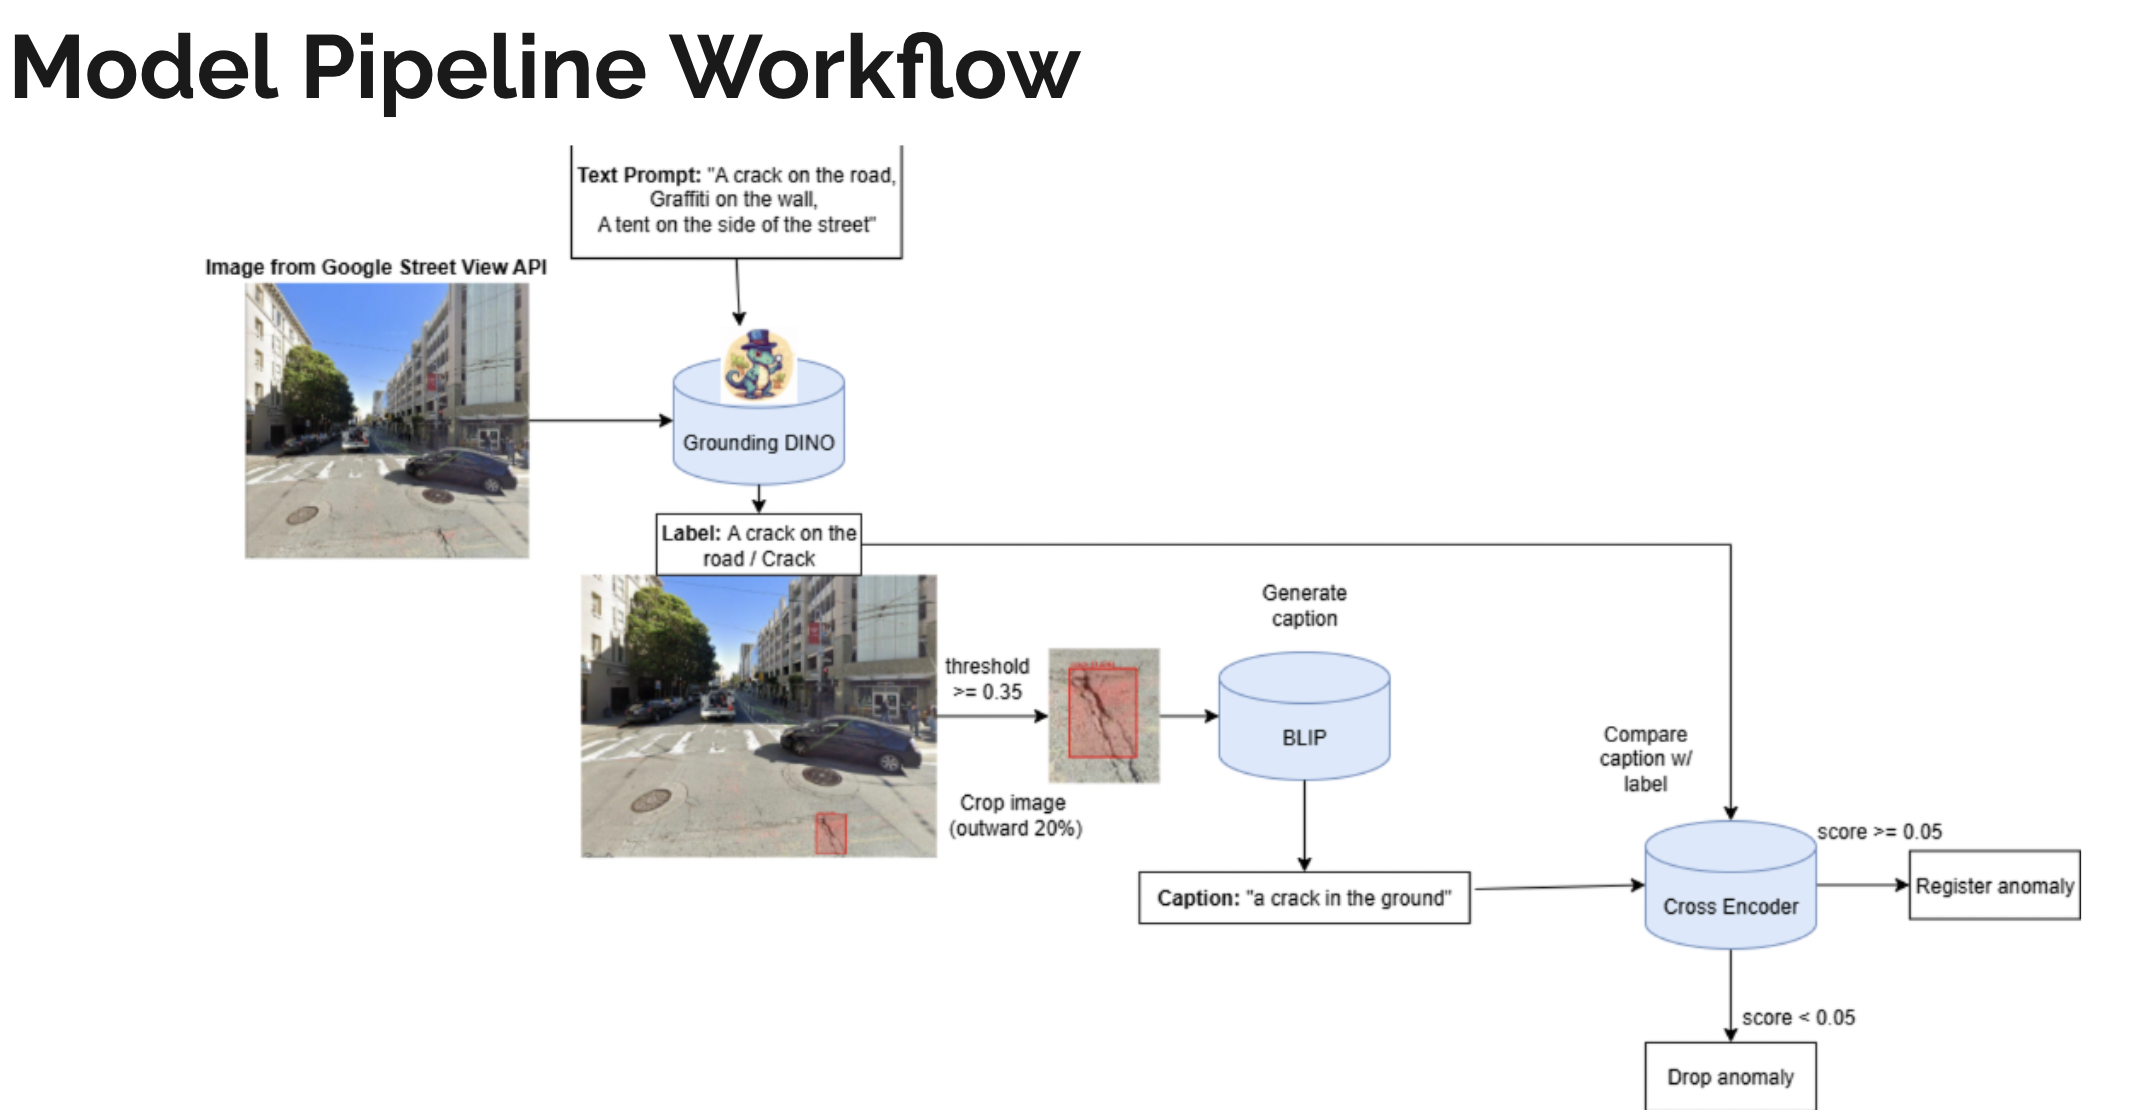 Model Pipeline Workflow
Text Prompt: "A crack on the road,
Graffiti on the wall,
A tent on the side of the street"
Image from Google Street View API
Grounding DINO
Label: A crack on the
road / Crack
threshold
>= 0.35
Crop image
(outward 20%)
Generate
caption
BLIP
Caption: "a crack in the ground"
Compare
caption w/
label
Cross Encoder
score >= 0.05
Register anomaly
score < 0.05
Drop anomaly